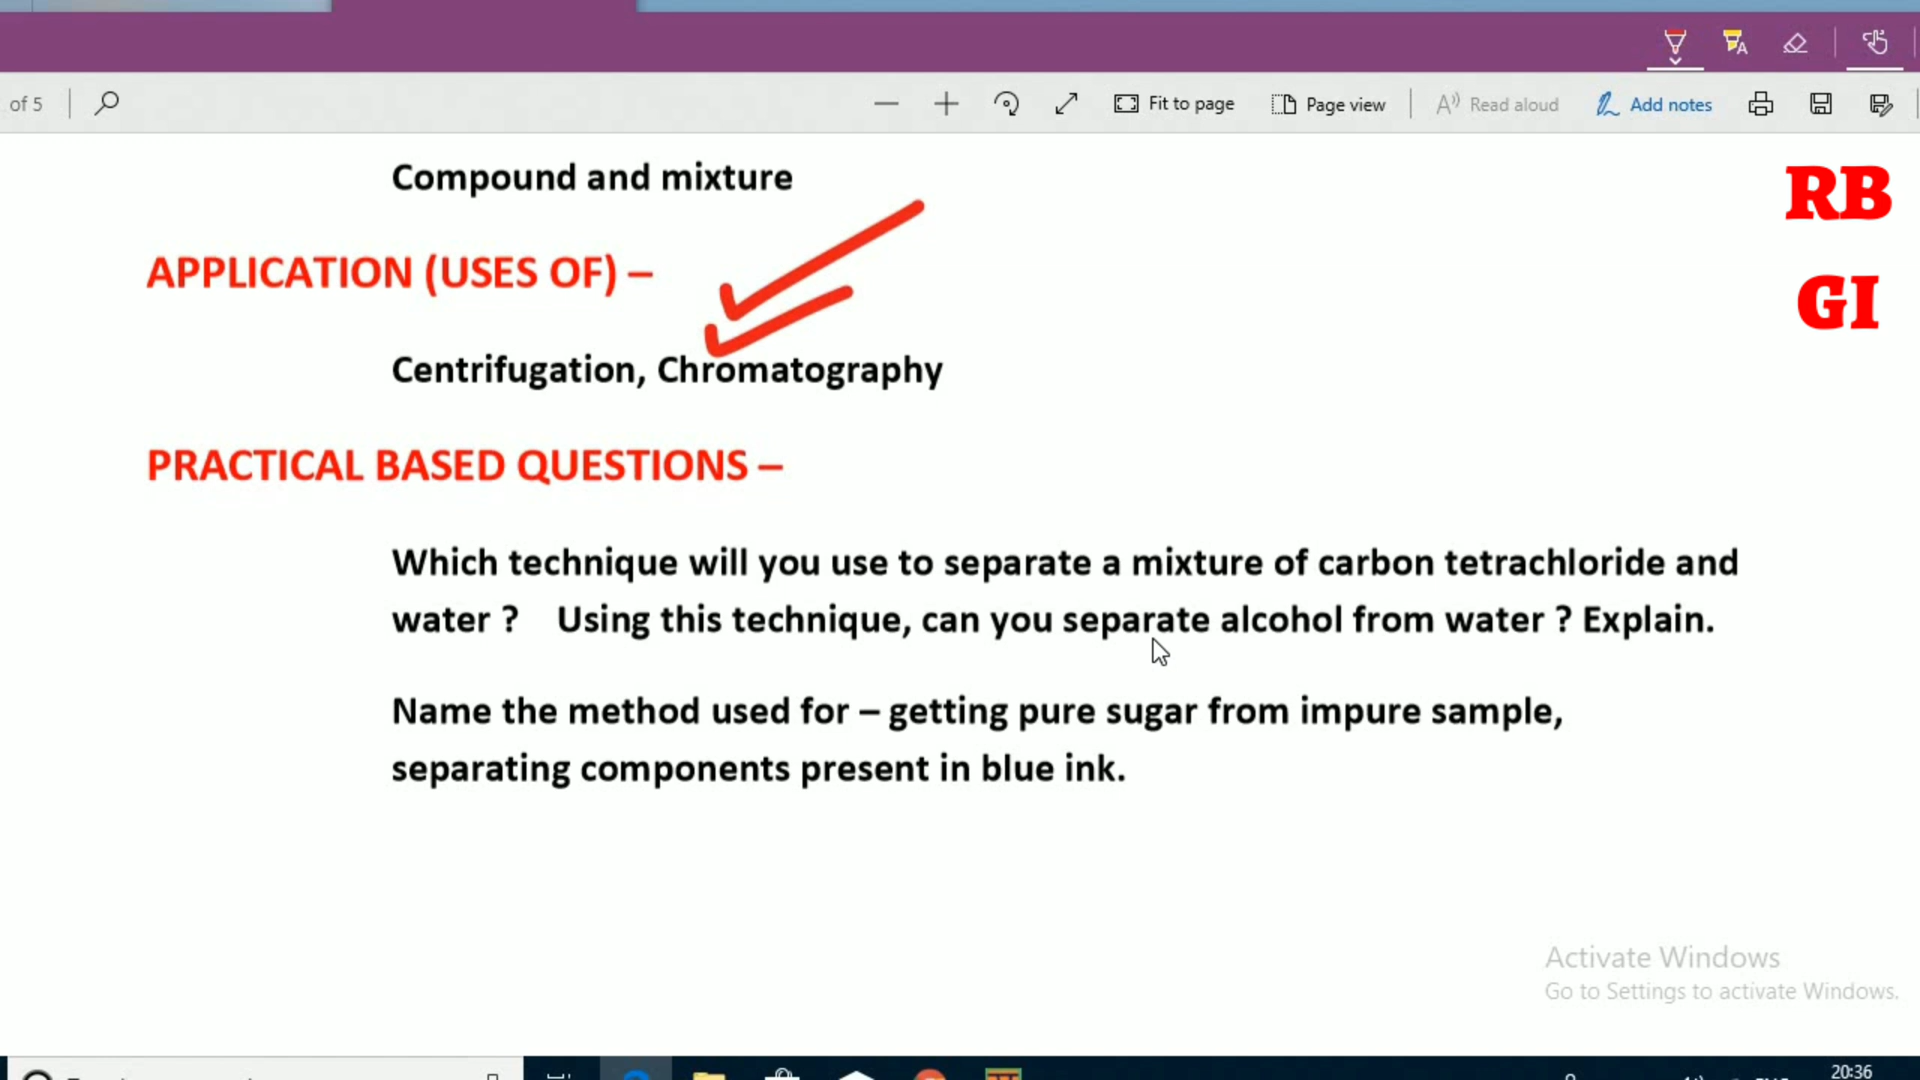 of 5
Fit to page
Page view
Read aloud
Add notes
RB
GI
Compound and mixture
APPLICATION (USES OF) –
Centrifugation, Chromatography
PRACTICAL BASED QUESTIONS –
Which technique will you use to separate a mixture of carbon tetrachloride and
water ? Using this technique, can you separate alcohol from water ? Explain.
Name the method used for – getting pure sugar from impure sample,
separating components present in blue ink.
Activate Windows
Go to Settings to activate Windows.
20:36